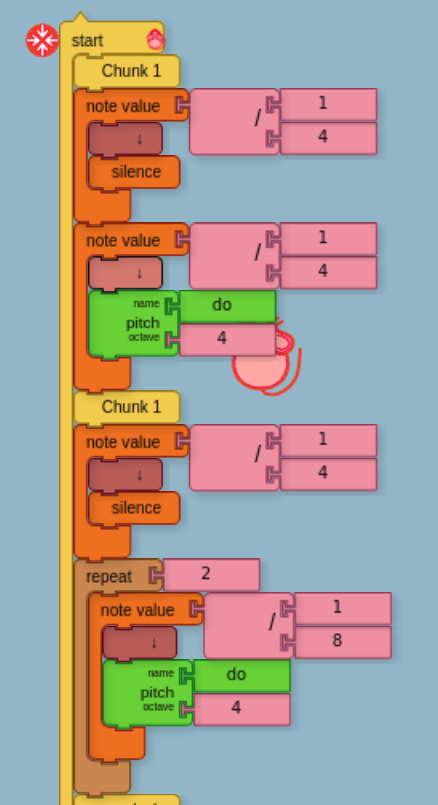 start
Chunk 1
note value / 1
4
↓
silence
note value / 1
4
↓
name do
pitch
octave 4
Chunk 1
note value / 1
4
↓
silence
repeat 2
note value / 1
8
↓
name do
pitch
octave 4